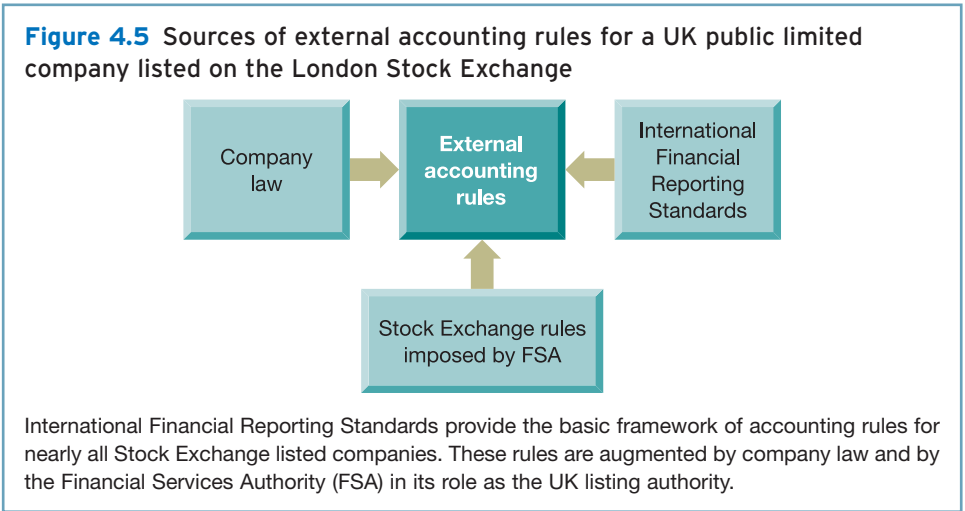 Figure 4.5 Sources of external accounting rules for a UK public limited
company listed on the London Stock Exchange
Company
law
External
accounting
rules
International
Financial
Reporting
Standards
Stock Exchange rules
imposed by FSA
International Financial Reporting Standards provide the basic framework of accounting rules for
nearly all Stock Exchange listed companies. These rules are augmented by company law and by
the Financial Services Authority (FSA) in its role as the UK listing authority.